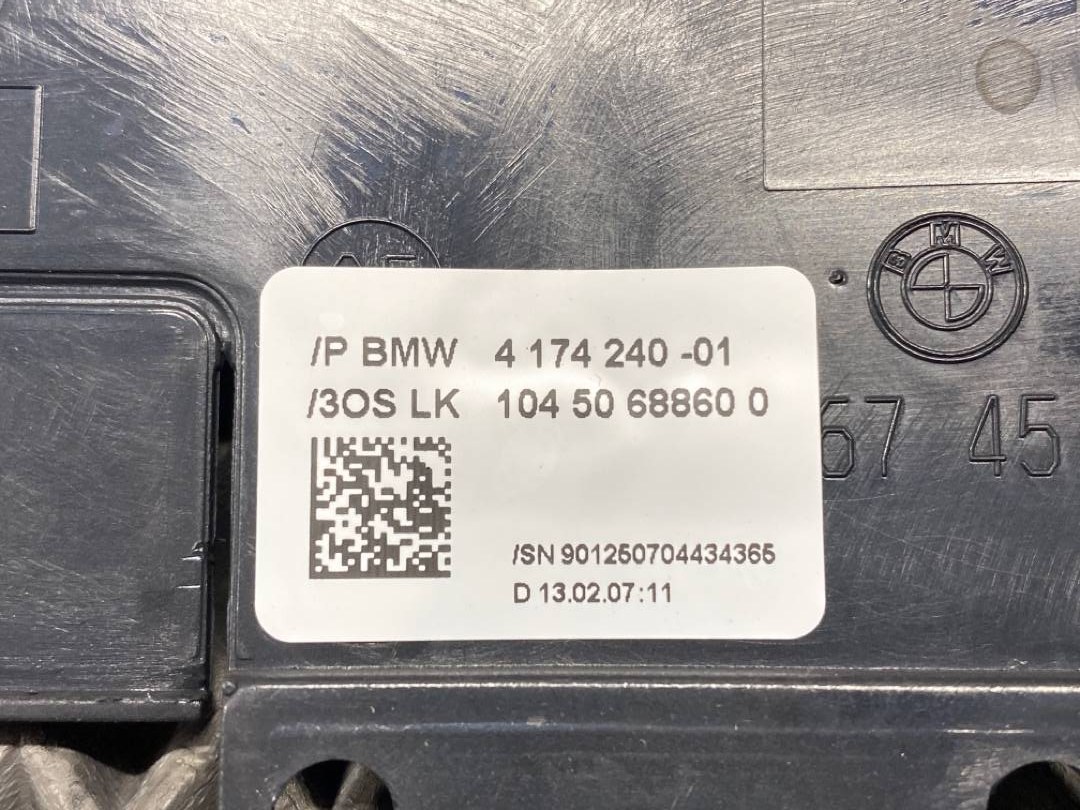 BMW
/P BMW 4 174 240 -01
/3OS LK 104 50 68860 0
67 45
/SN 901250704434365
D 13.02.07:11